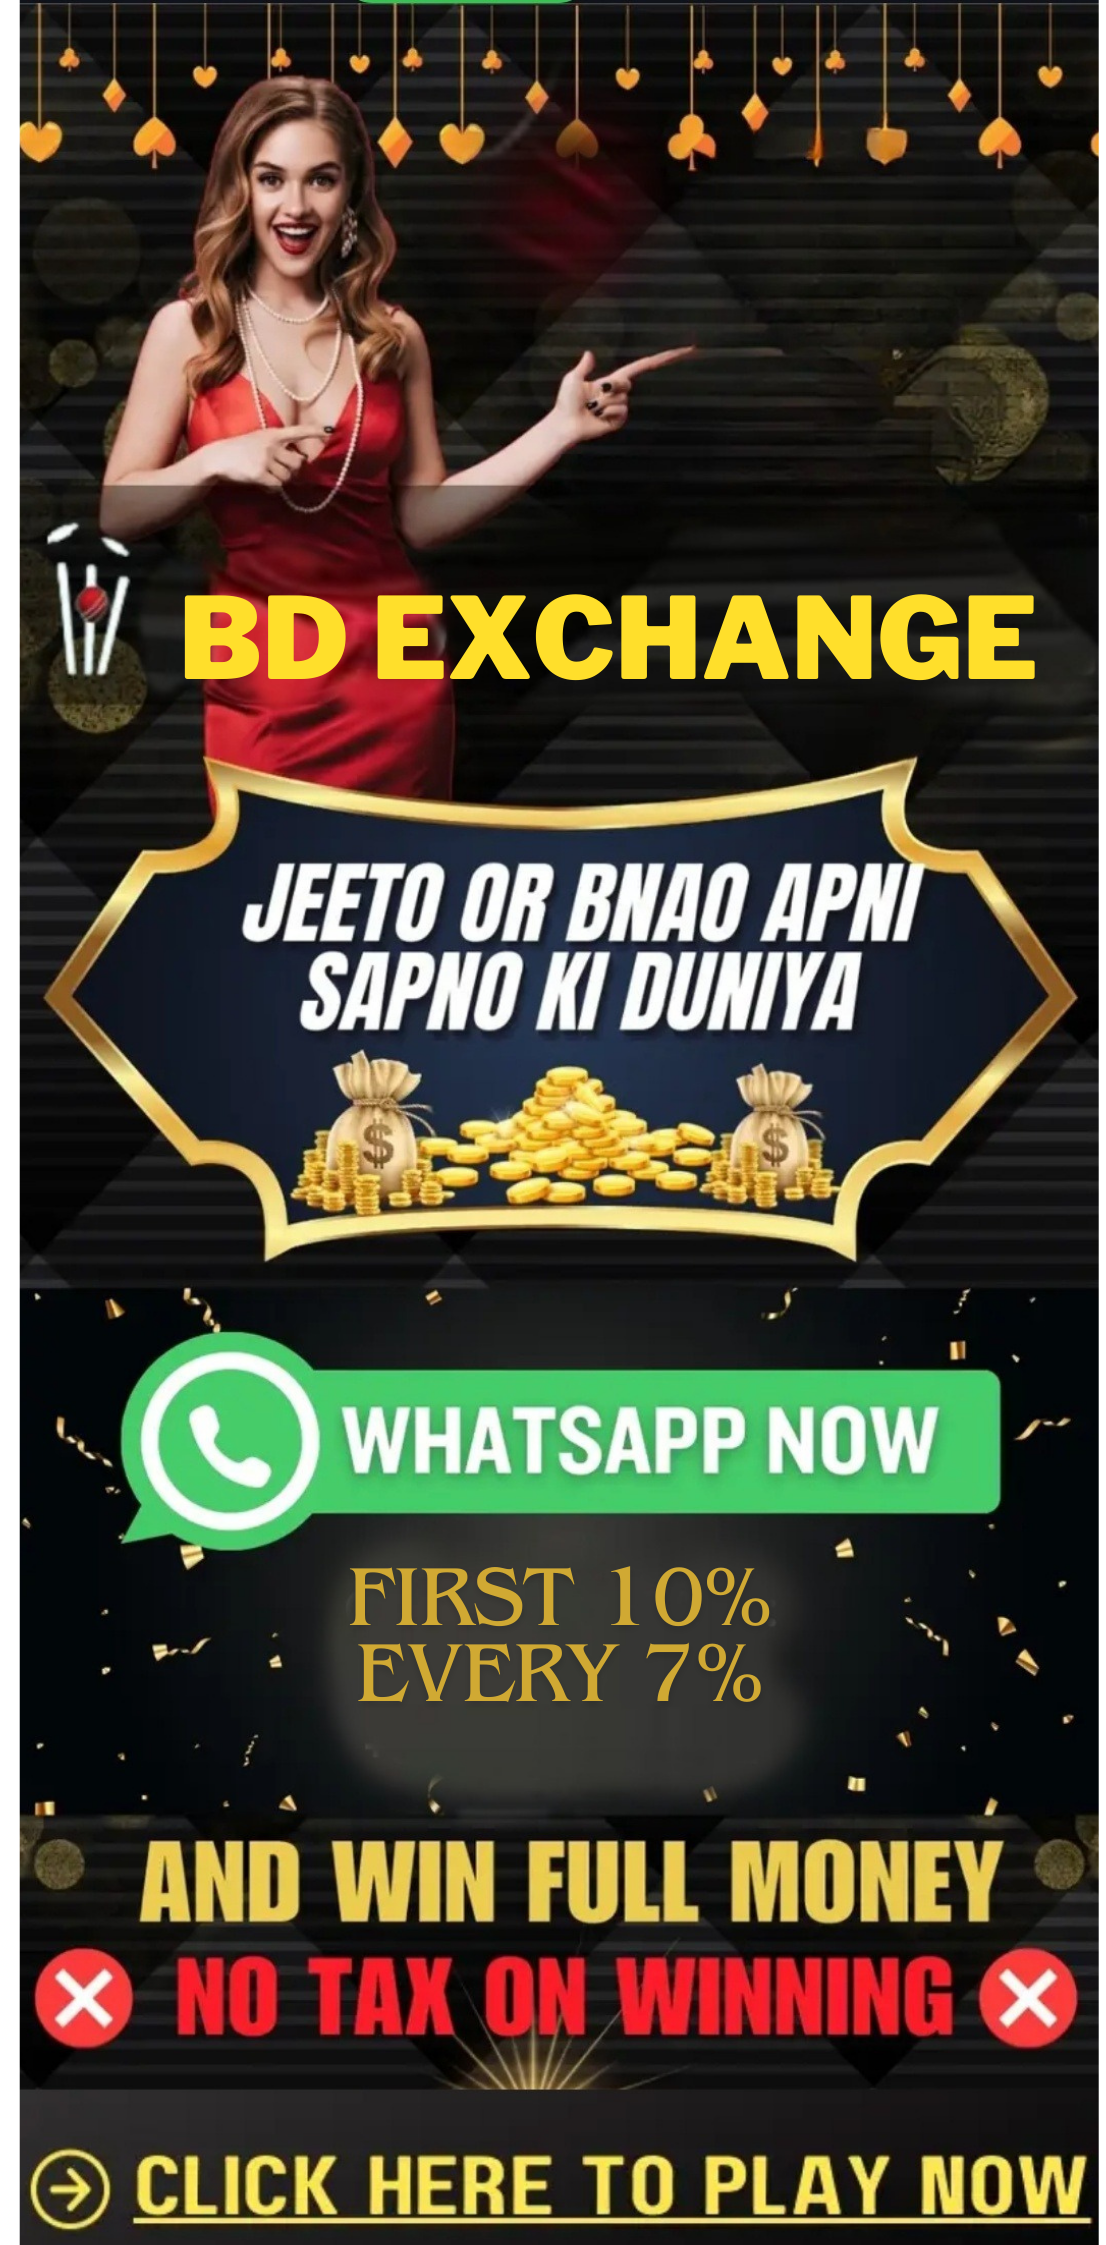 BD EXCHANGE
JEETO OR BNAO APNI
SAPNO KI DUNIYA
$ $
WHATSAPP NOW
FIRST 10%
EVERY 7%
AND WIN FULL MONEY
NO TAX ON WINNING
CLICK HERE TO PLAY NOW